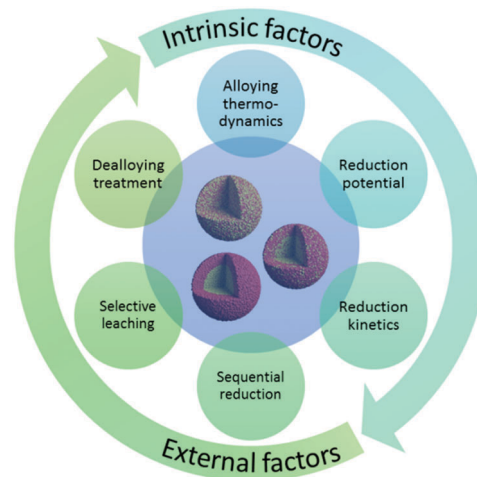 Intrinsic factors
Alloying
thermo-
dynamics
Reduction
potential
Reduction
kinetics
Sequential
reduction
Selective
leaching
Dealloying
treatment
External factors